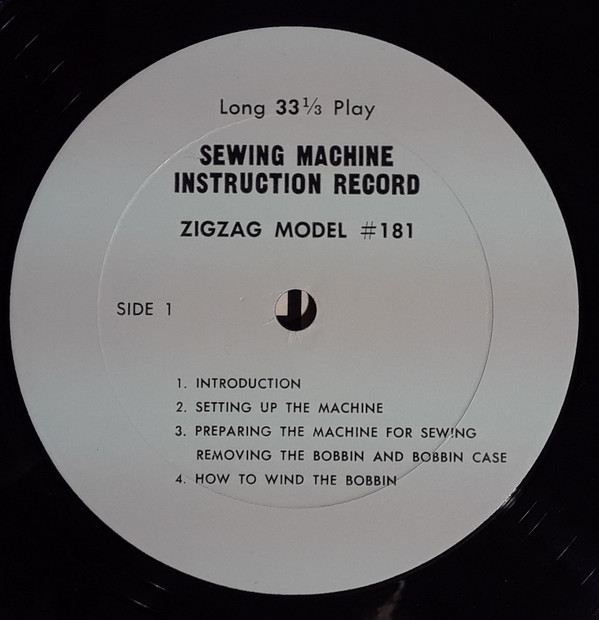 Long 33⅓ Play
SEWING MACHINE
INSTRUCTION RECORD
ZIGZAG MODEL #181
SIDE 1
1. INTRODUCTION
2. SETTING UP THE MACHINE
3. PREPARING THE MACHINE FOR SEWING
REMOVING THE BOBBIN AND BOBBIN CASE
4. HOW TO WIND THE BOBBIN